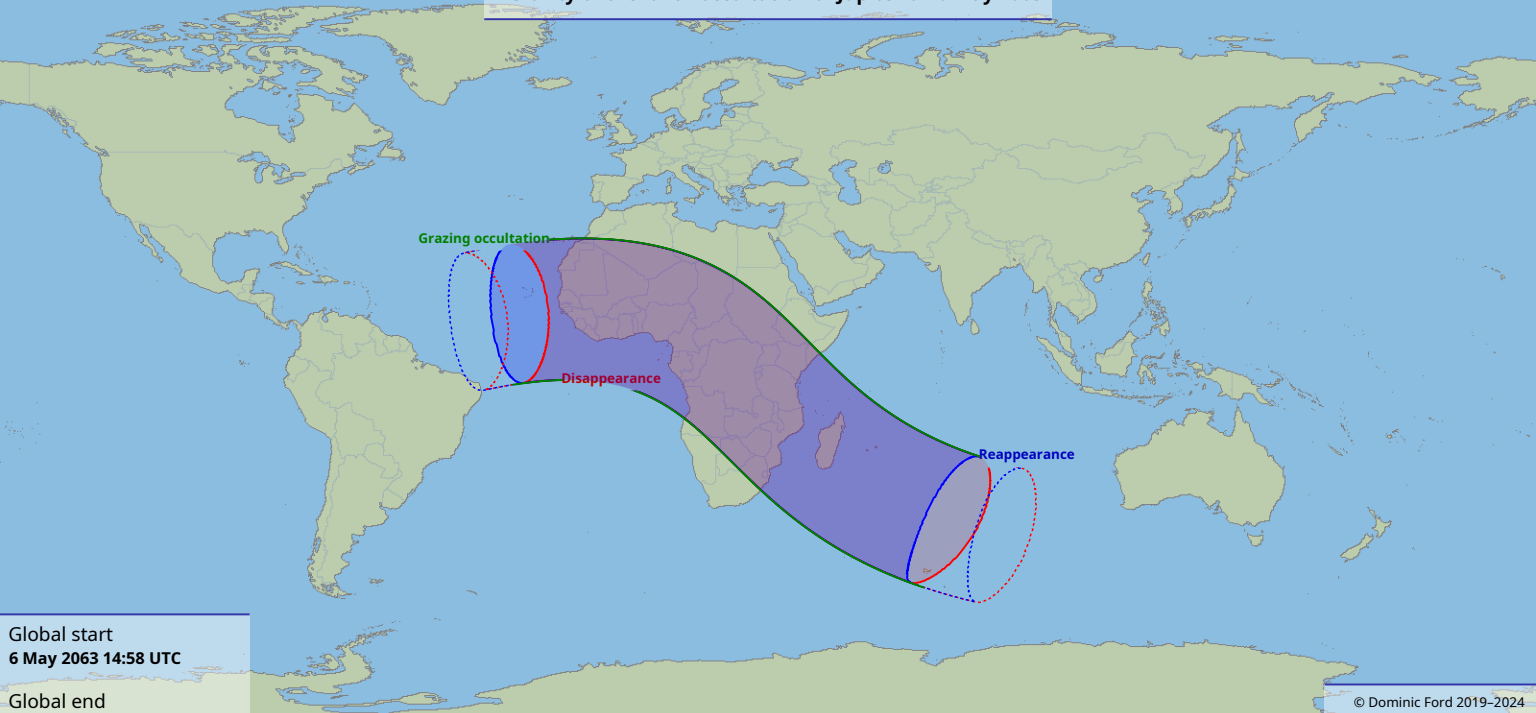 Grazing occultation
Disappearance
Reappearance
Global start
6 May 2063 14:58 UTC
Global end
© Dominic Ford 2019–2024